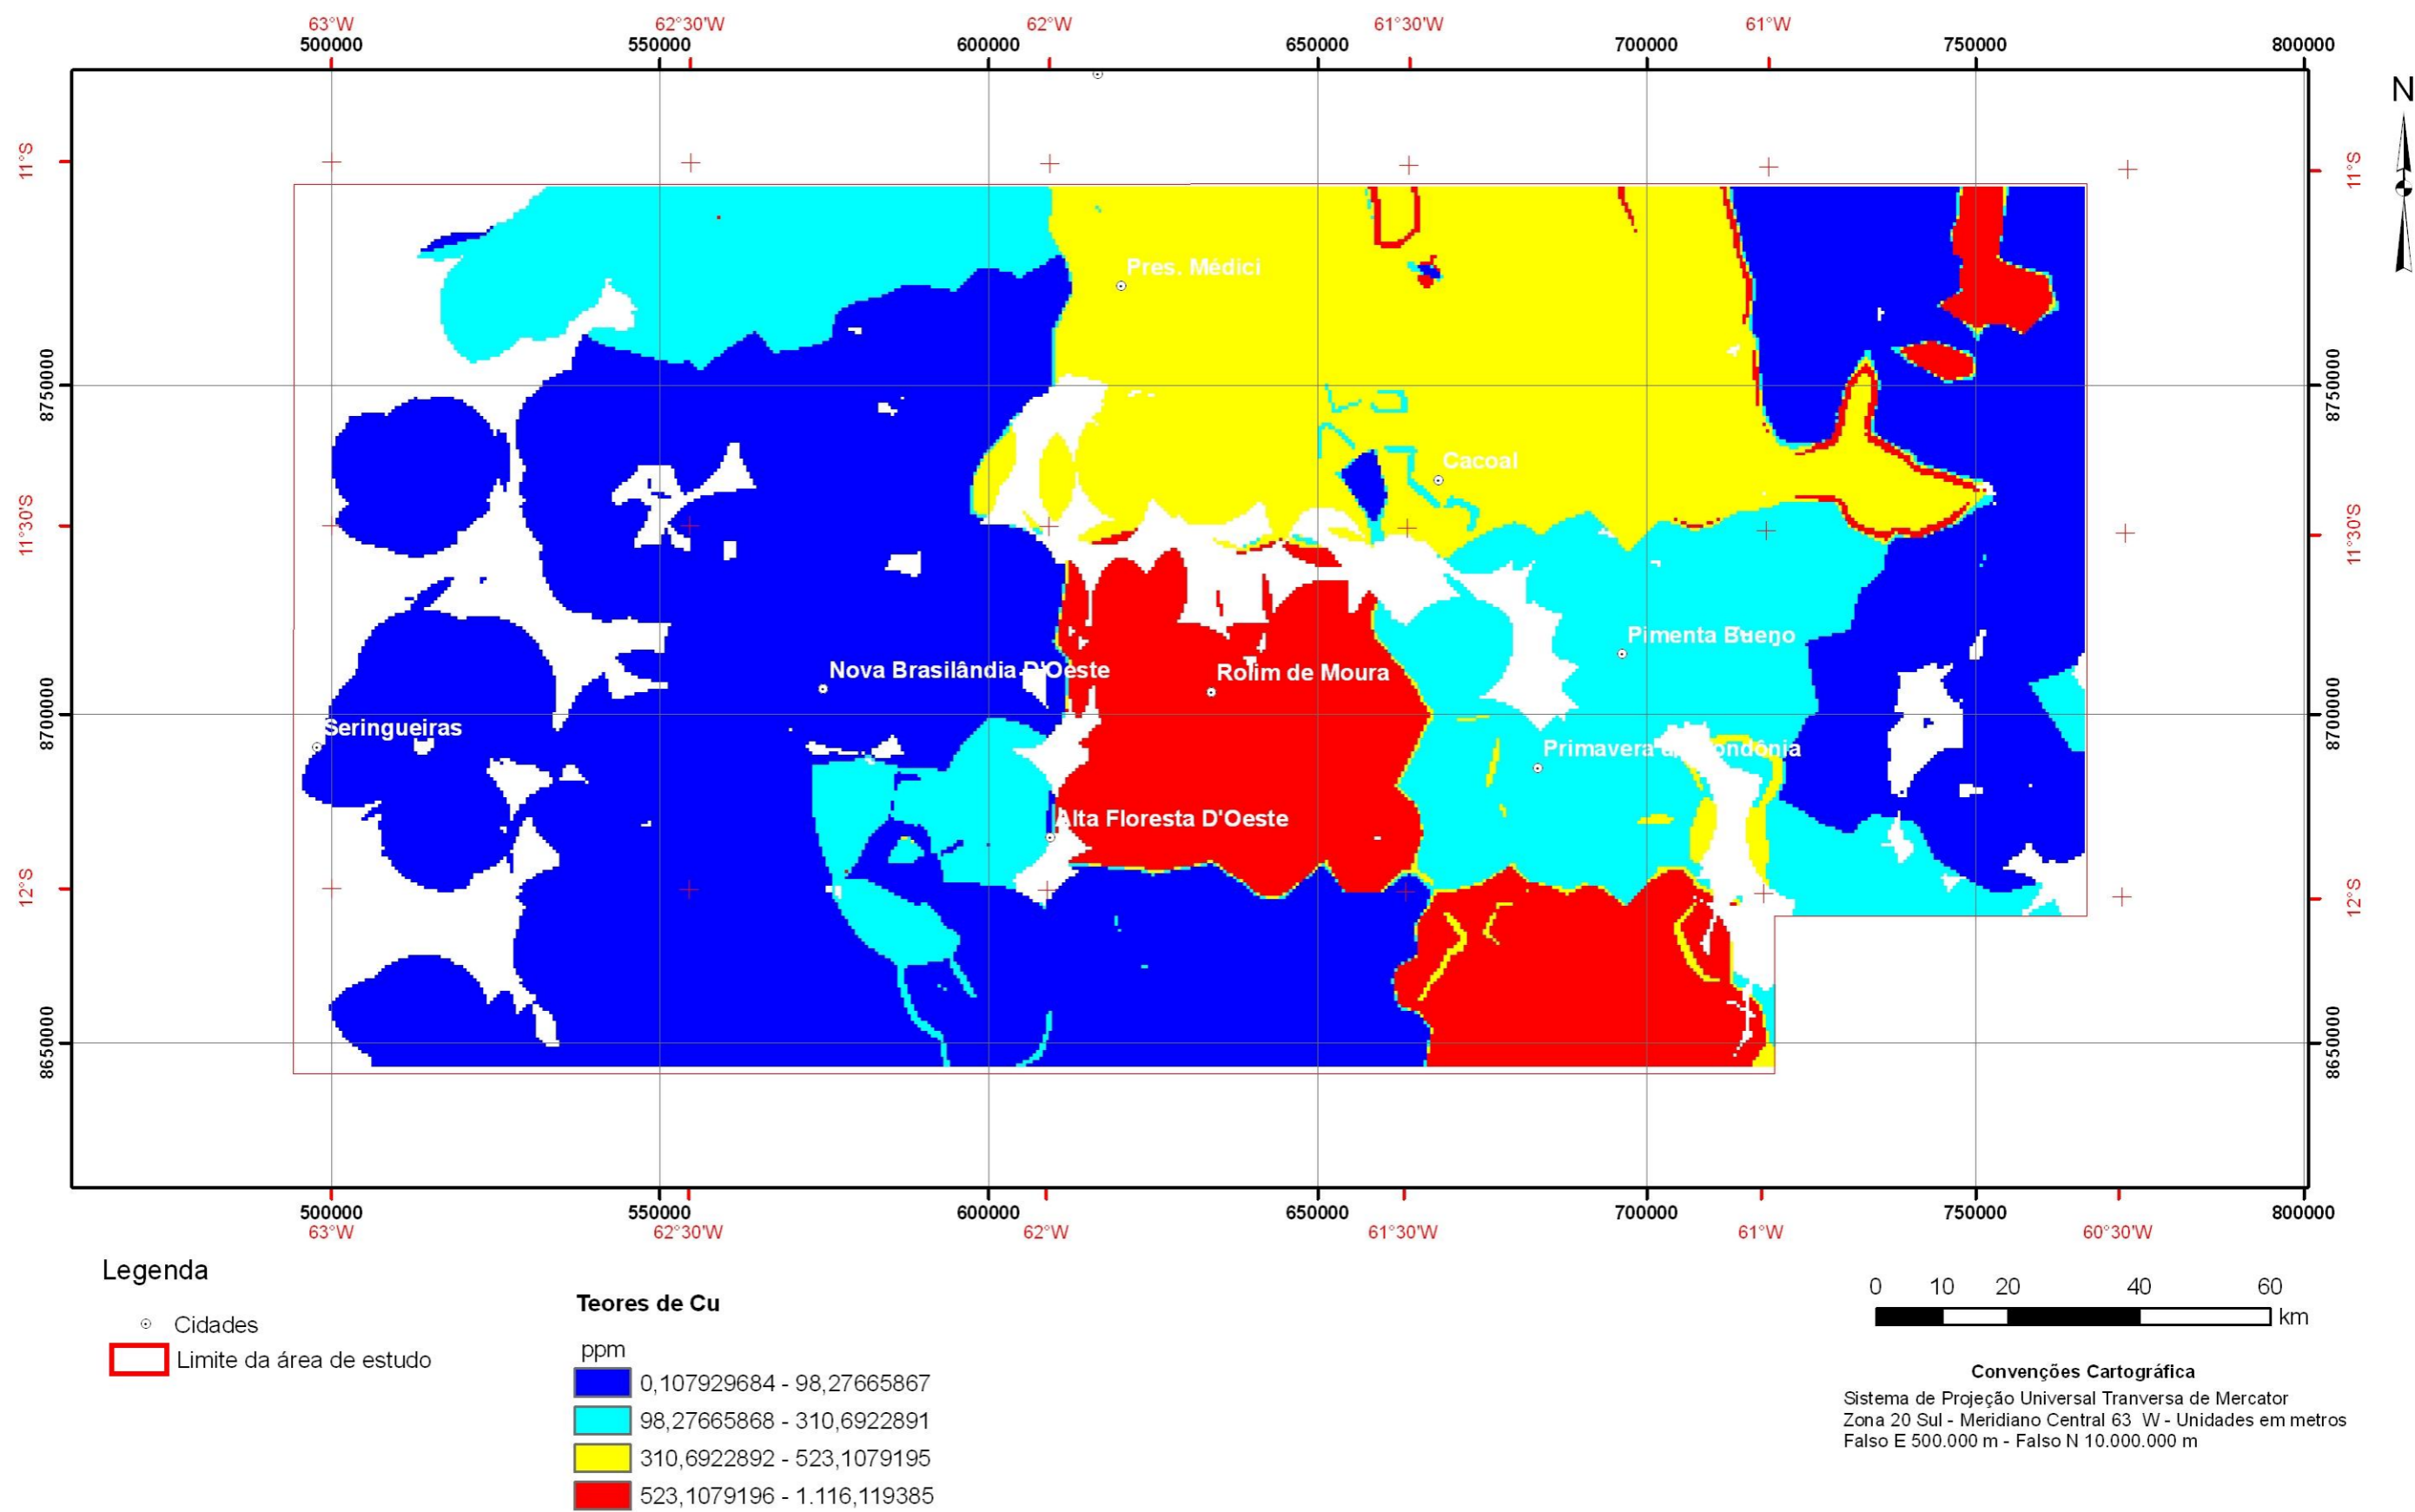 63°W 62°30'W 62°W 61°30'W 61°W
500000 550000 600000 650000 700000 750000 800000
N
11°S 11°S
Pres. Médici
8750000 8750000
Cacoal
11°30'S 11°30'S
Pimenta Bueno
Nova Brasilândia D'Oeste Rolim de Moura
8700000 8700000
Seringueiras
Primavera
Alta Floresta D'Oeste
12°S 12°S
8650000 8650000
500000 550000 600000 650000 700000 750000 800000
63°W 62°30'W 62°W 61°30'W 61°W 60°30'W
Legenda
Cidades
Limite da área de estudo
Teores de Cu
ppm
0,107929684 - 98,27665867
98,27665868 - 310,6922891
310,6922892 - 523,1079195
523,1079196 - 1.116,119385
0 10 20 40 60
km
Convenções Cartográfica
Sistema de Projeção Universal Tranversa de Mercator
Zona 20 Sul - Meridiano Central 63 W - Unidades em metros
Falso E 500.000 m - Falso N 10.000.000 m